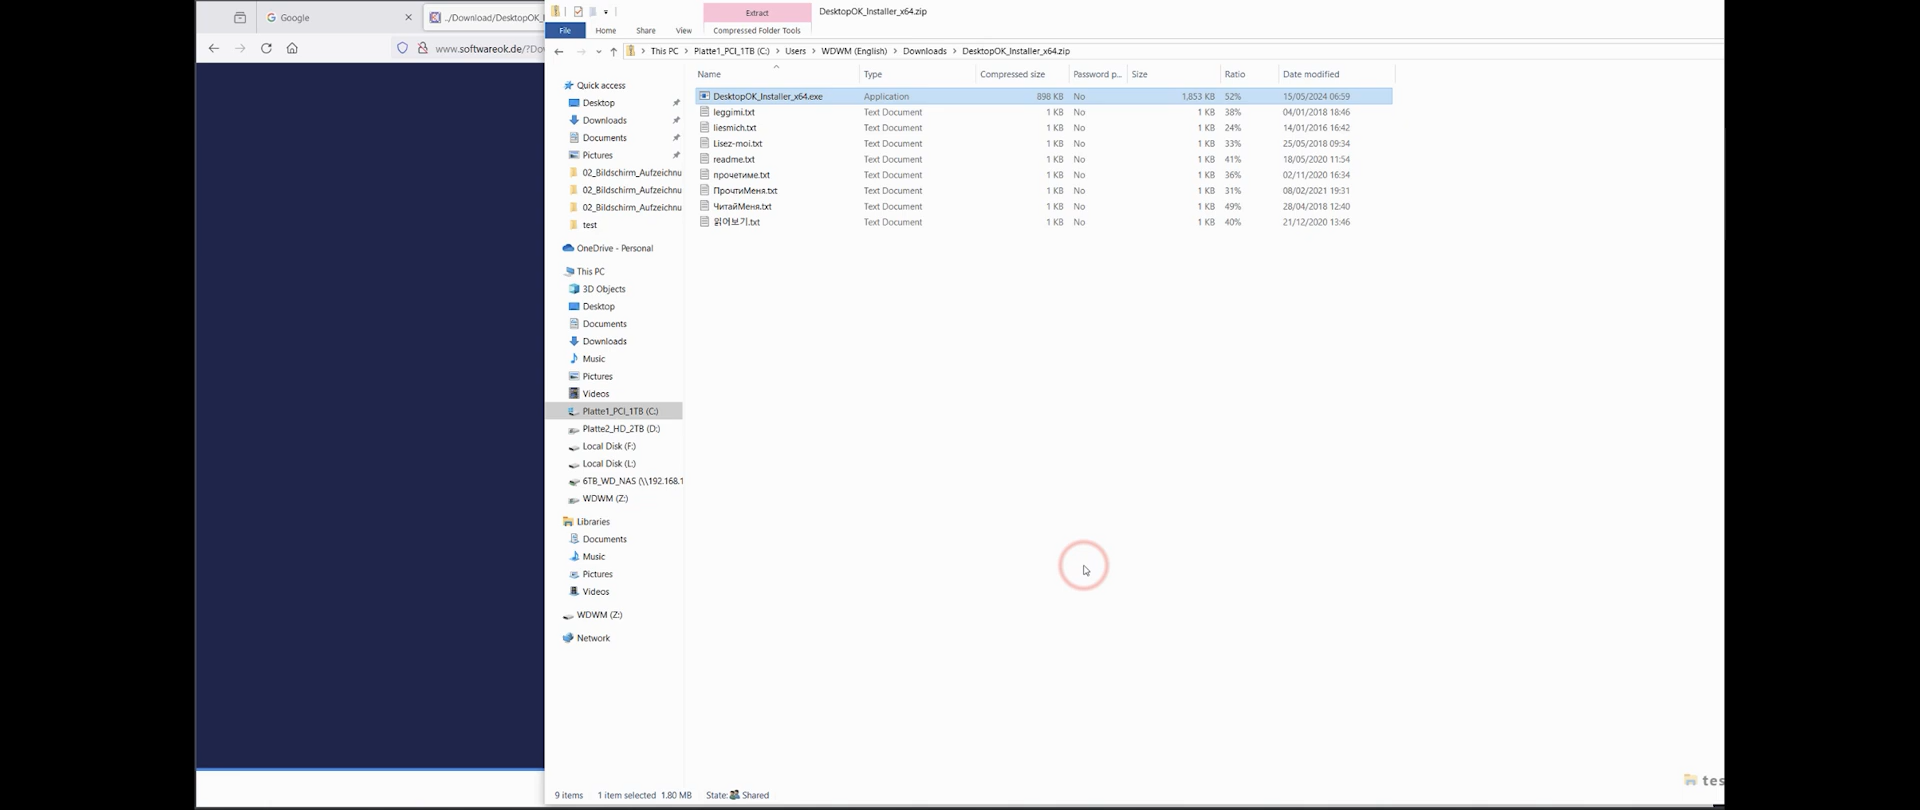 Google
../Download/DesktopOK_I
www.softwareok.de/?Dow
Extract
DesktopOK_Installer_x64.zip
File
Home
Share
View
Compressed Folder Tools
This PC > Platte1_PCI_1TB (C:) > Users > WDWM (English) > Downloads > DesktopOK_Installer_x64.zip
Name Type Compressed size Password p... Size Ratio Date modified
DesktopOK_Installer_x64.exe Application 898 KB No 1,853 KB 52% 15/05/2024 06:59
leggimi.txt Text Document 1 KB No 1 KB 38% 04/01/2018 18:46
liesmich.txt Text Document 1 KB No 1 KB 24% 14/01/2016 16:42
Lisez-moi.txt Text Document 1 KB No 1 KB 33% 25/05/2018 09:34
readme.txt Text Document 1 KB No 1 KB 41% 18/05/2020 11:54
прочетиме.txt Text Document 1 KB No 1 KB 36% 02/11/2020 16:34
ПрочтиМеня.txt Text Document 1 KB No 1 KB 31% 08/02/2021 19:31
ЧитайМеня.txt Text Document 1 KB No 1 KB 49% 28/04/2018 12:40
읽어보기.txt Text Document 1 KB No 1 KB 40% 21/12/2020 13:46
Quick access
Desktop
Downloads
Documents
Pictures
02_Bildschirm_Aufzeichnu
02_Bildschirm_Aufzeichnu
02_Bildschirm_Aufzeichnu
test
OneDrive - Personal
This PC
3D Objects
Desktop
Documents
Downloads
Music
Pictures
Videos
Platte1_PCI_1TB (C:)
Platte2_HD_2TB (D:)
Local Disk (F:)
Local Disk (L:)
6TB_WD_NAS (\\192.168.1
WDWM (Z:)
Libraries
Documents
Music
Pictures
Videos
WDWM (Z:)
Network
tes
9 items 1 item selected 1.80 MB State: Shared